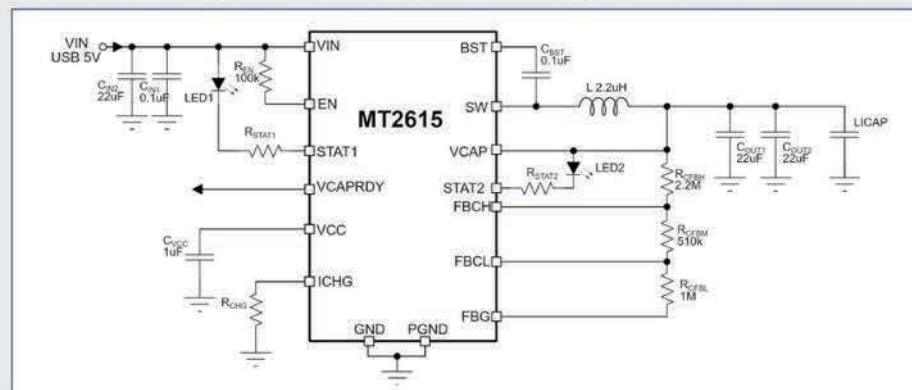 VIN
USB 5V
CIN2
22uF
CIN1
0.1uF
LED1
REN
100k
RSTAT1
VIN
EN
STAT1
VCAPRDY
VCC
ICHG
CVCC
1uF
RCHG
MT2615
GND
PGND
BST
SW
VCAP
STAT2
FBCH
FBCL
FBG
CBST
0.1uF
L 2.2uH
RSTAT2
LED2
COUT1
22uF
COUT2
22uF
LICAP
RCFBH
2.2M
RCFBM
510k
RCFBL
1M